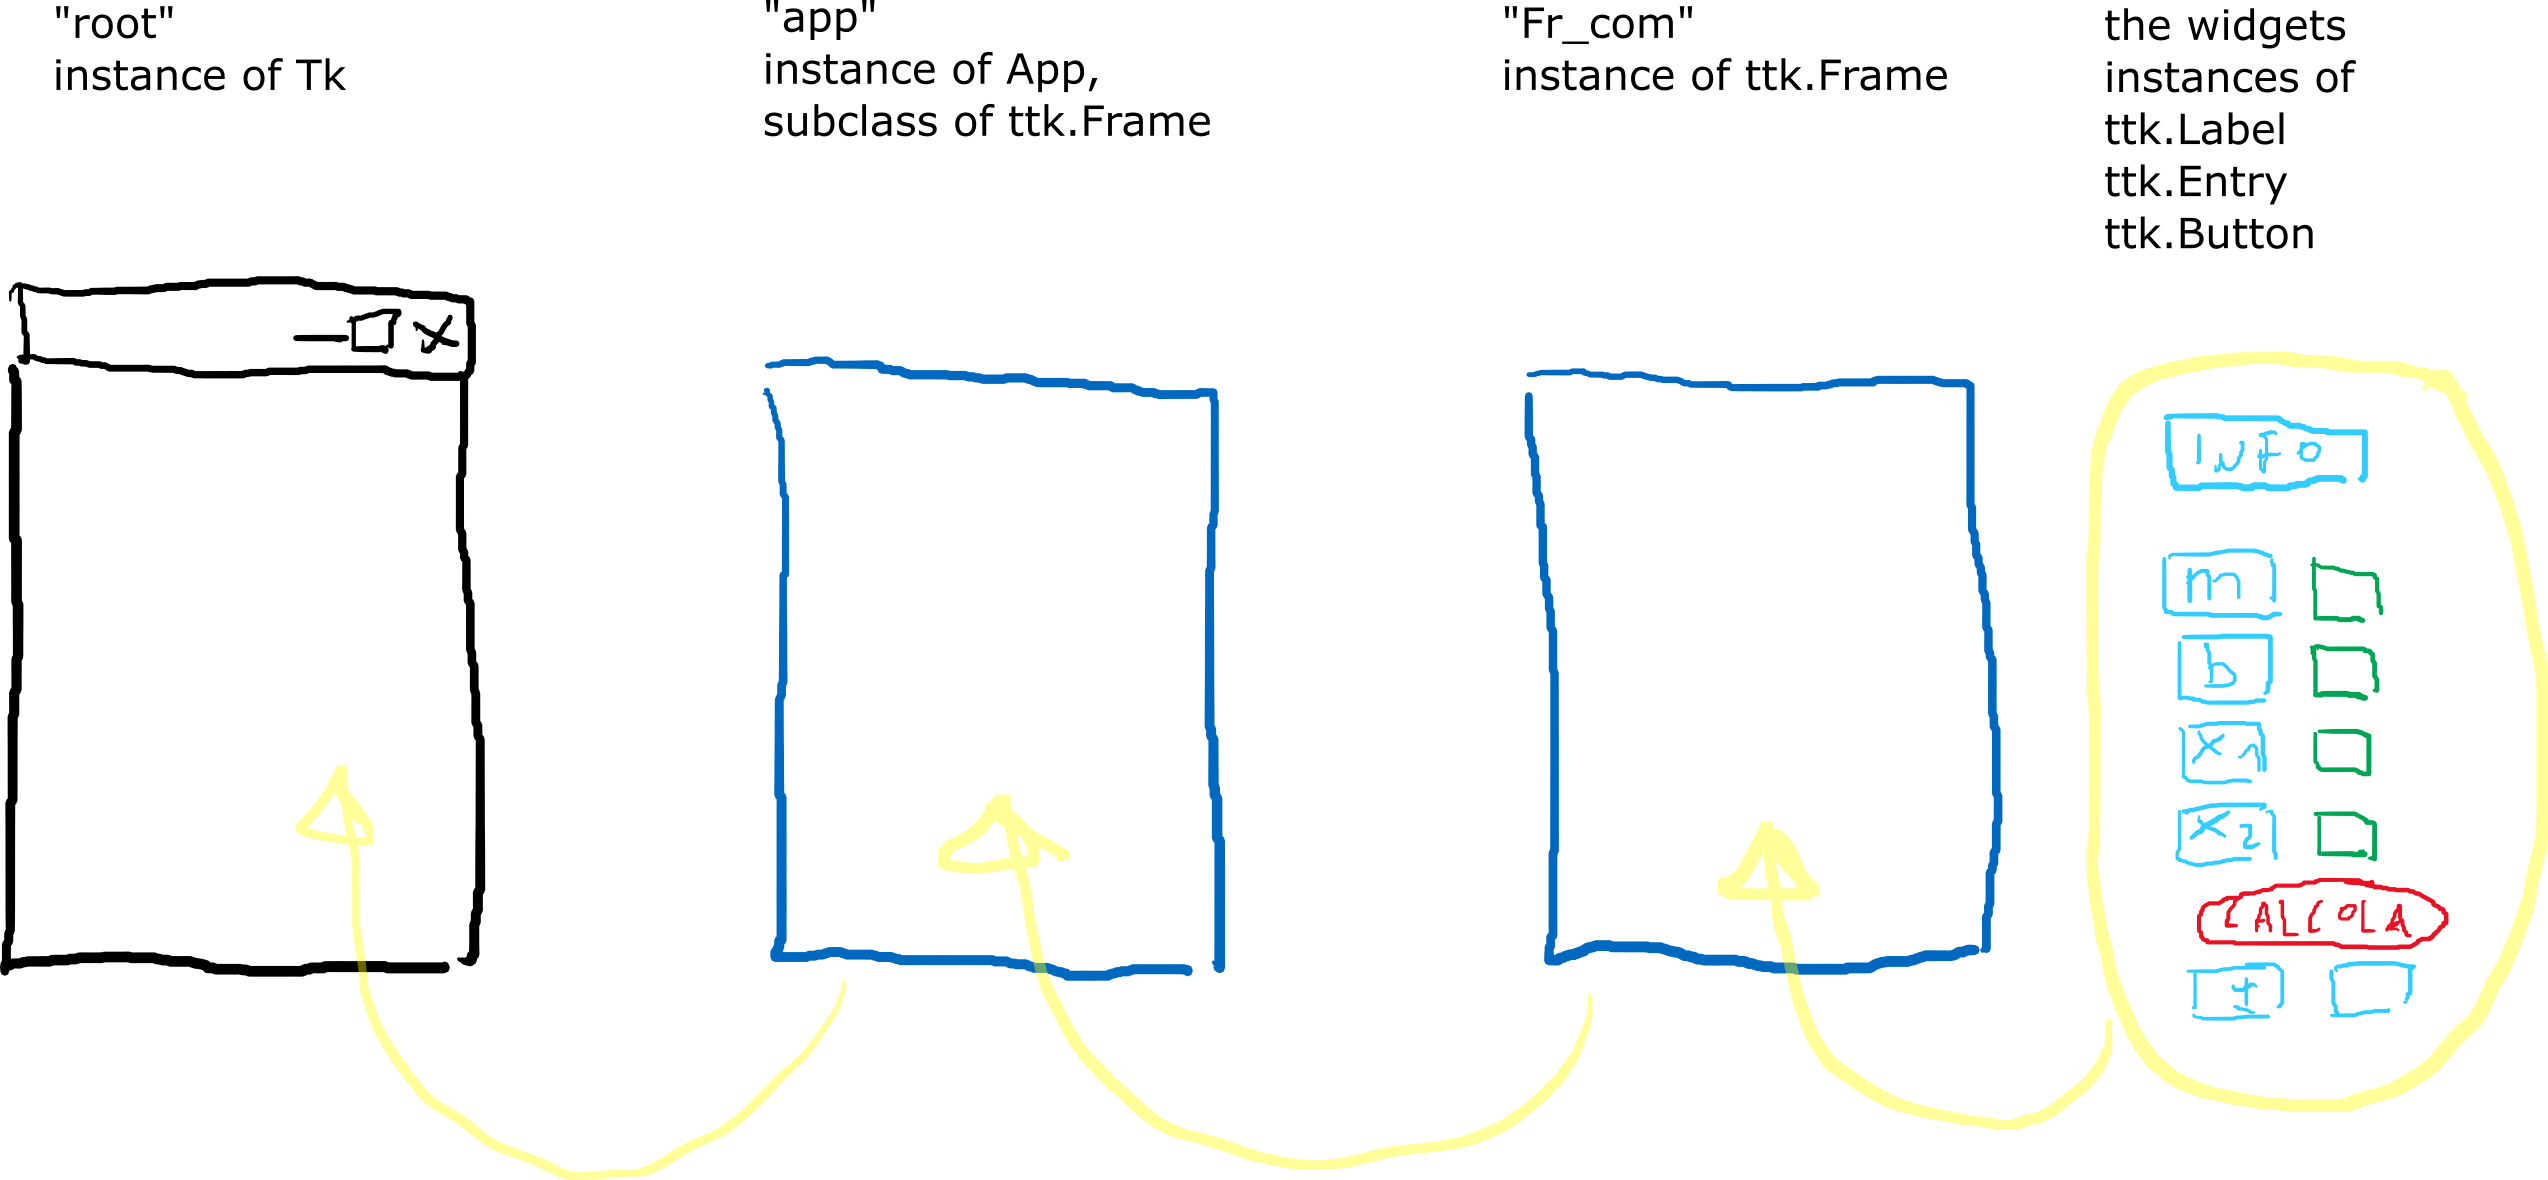 "root"
instance of Tk
"app"
instance of App,
subclass of ttk.Frame
"Fr_com"
instance of ttk.Frame
the widgets
instances of
ttk.Label
ttk.Entry
ttk.Button
INFO
m
b
x1
x2
CALCOLA